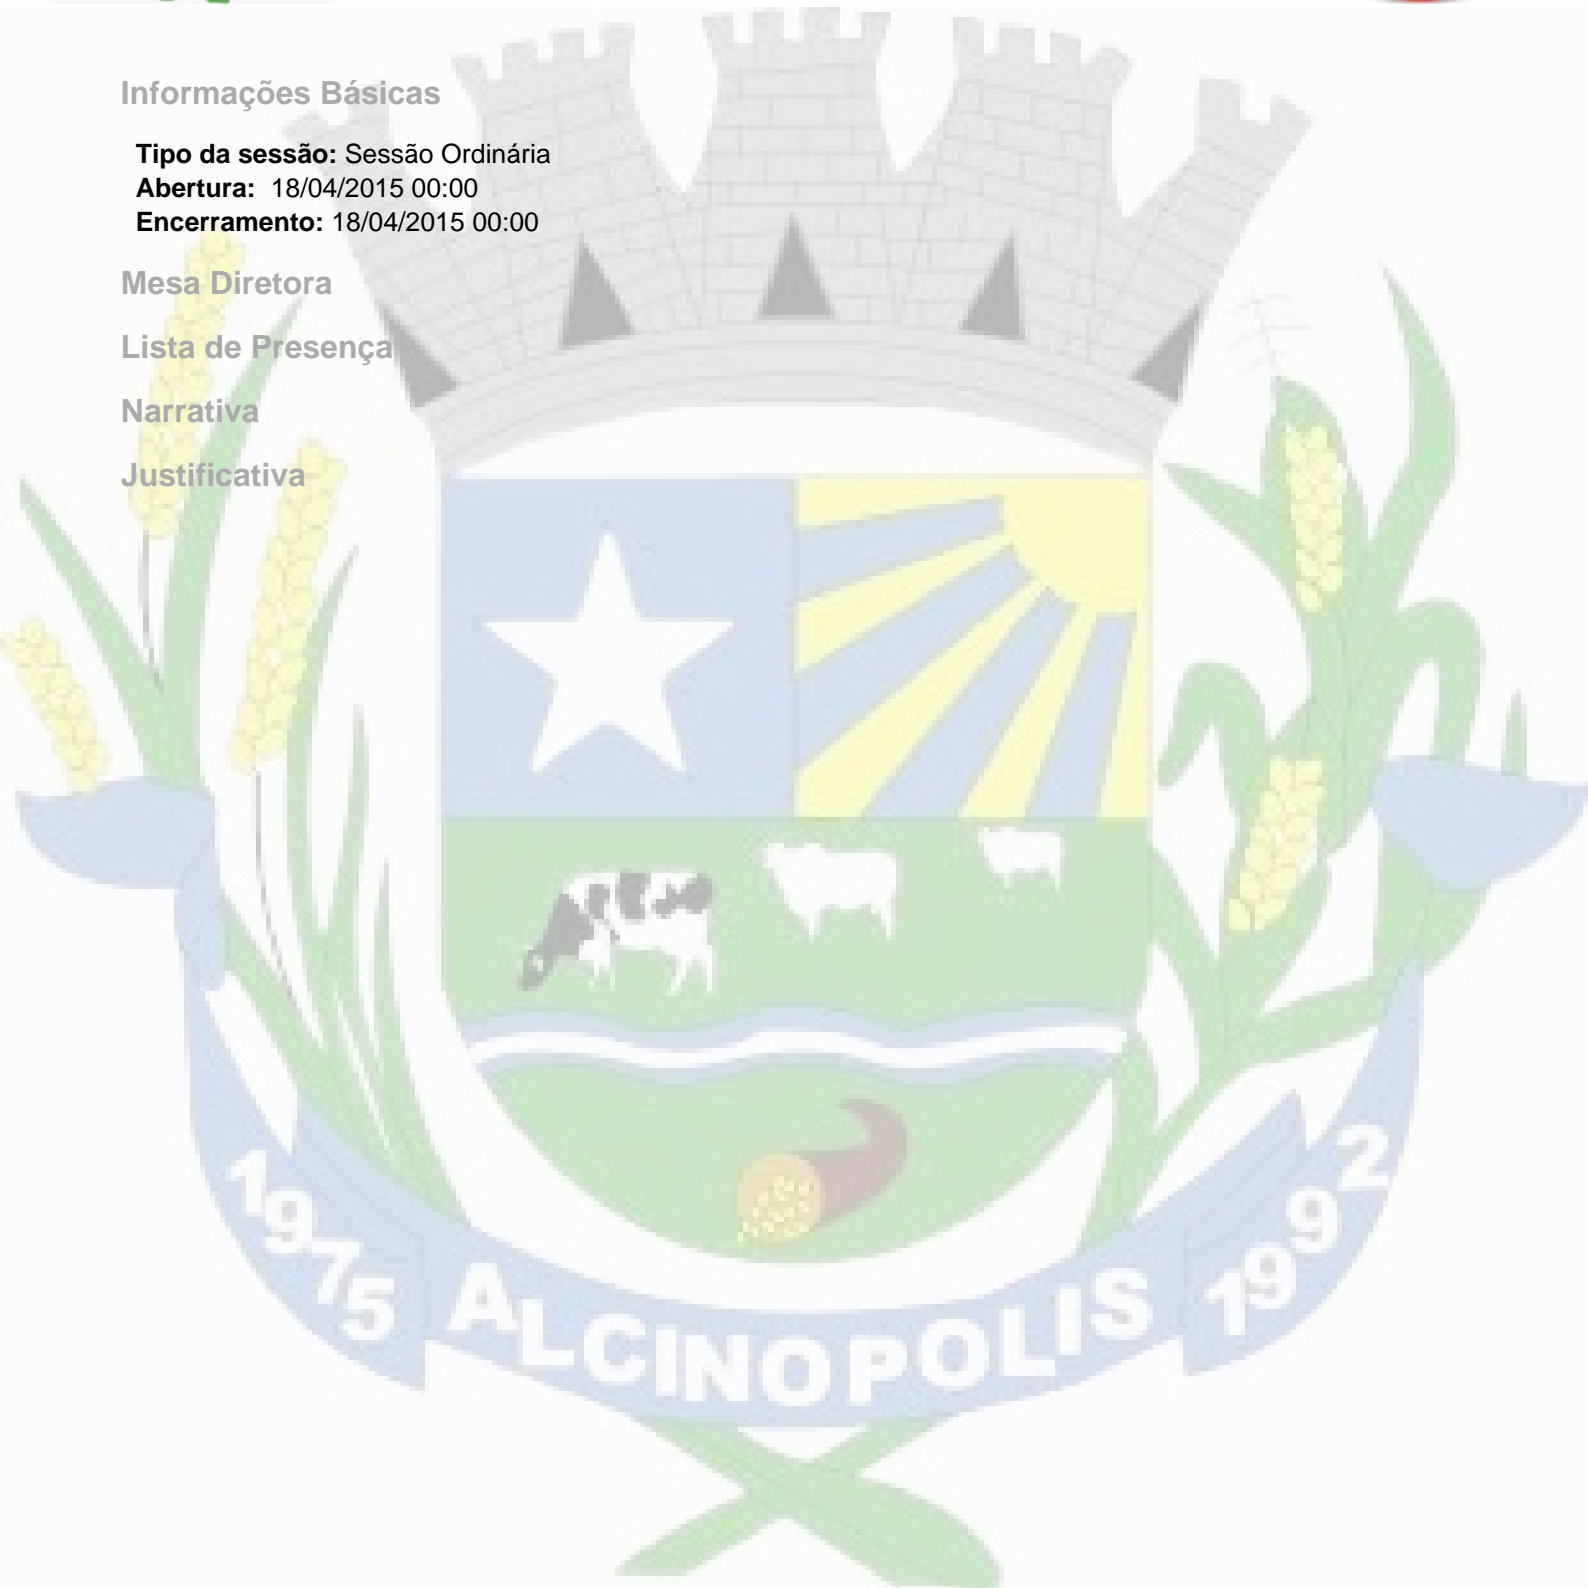 Informações Básicas
Tipo da sessão: Sessão Ordinária
Abertura: 18/04/2015 00:00
Encerramento: 18/04/2015 00:00
Mesa Diretora
Lista de Presença
Narrativa
Justificativa
1975 ALCINOPOLIS 1992